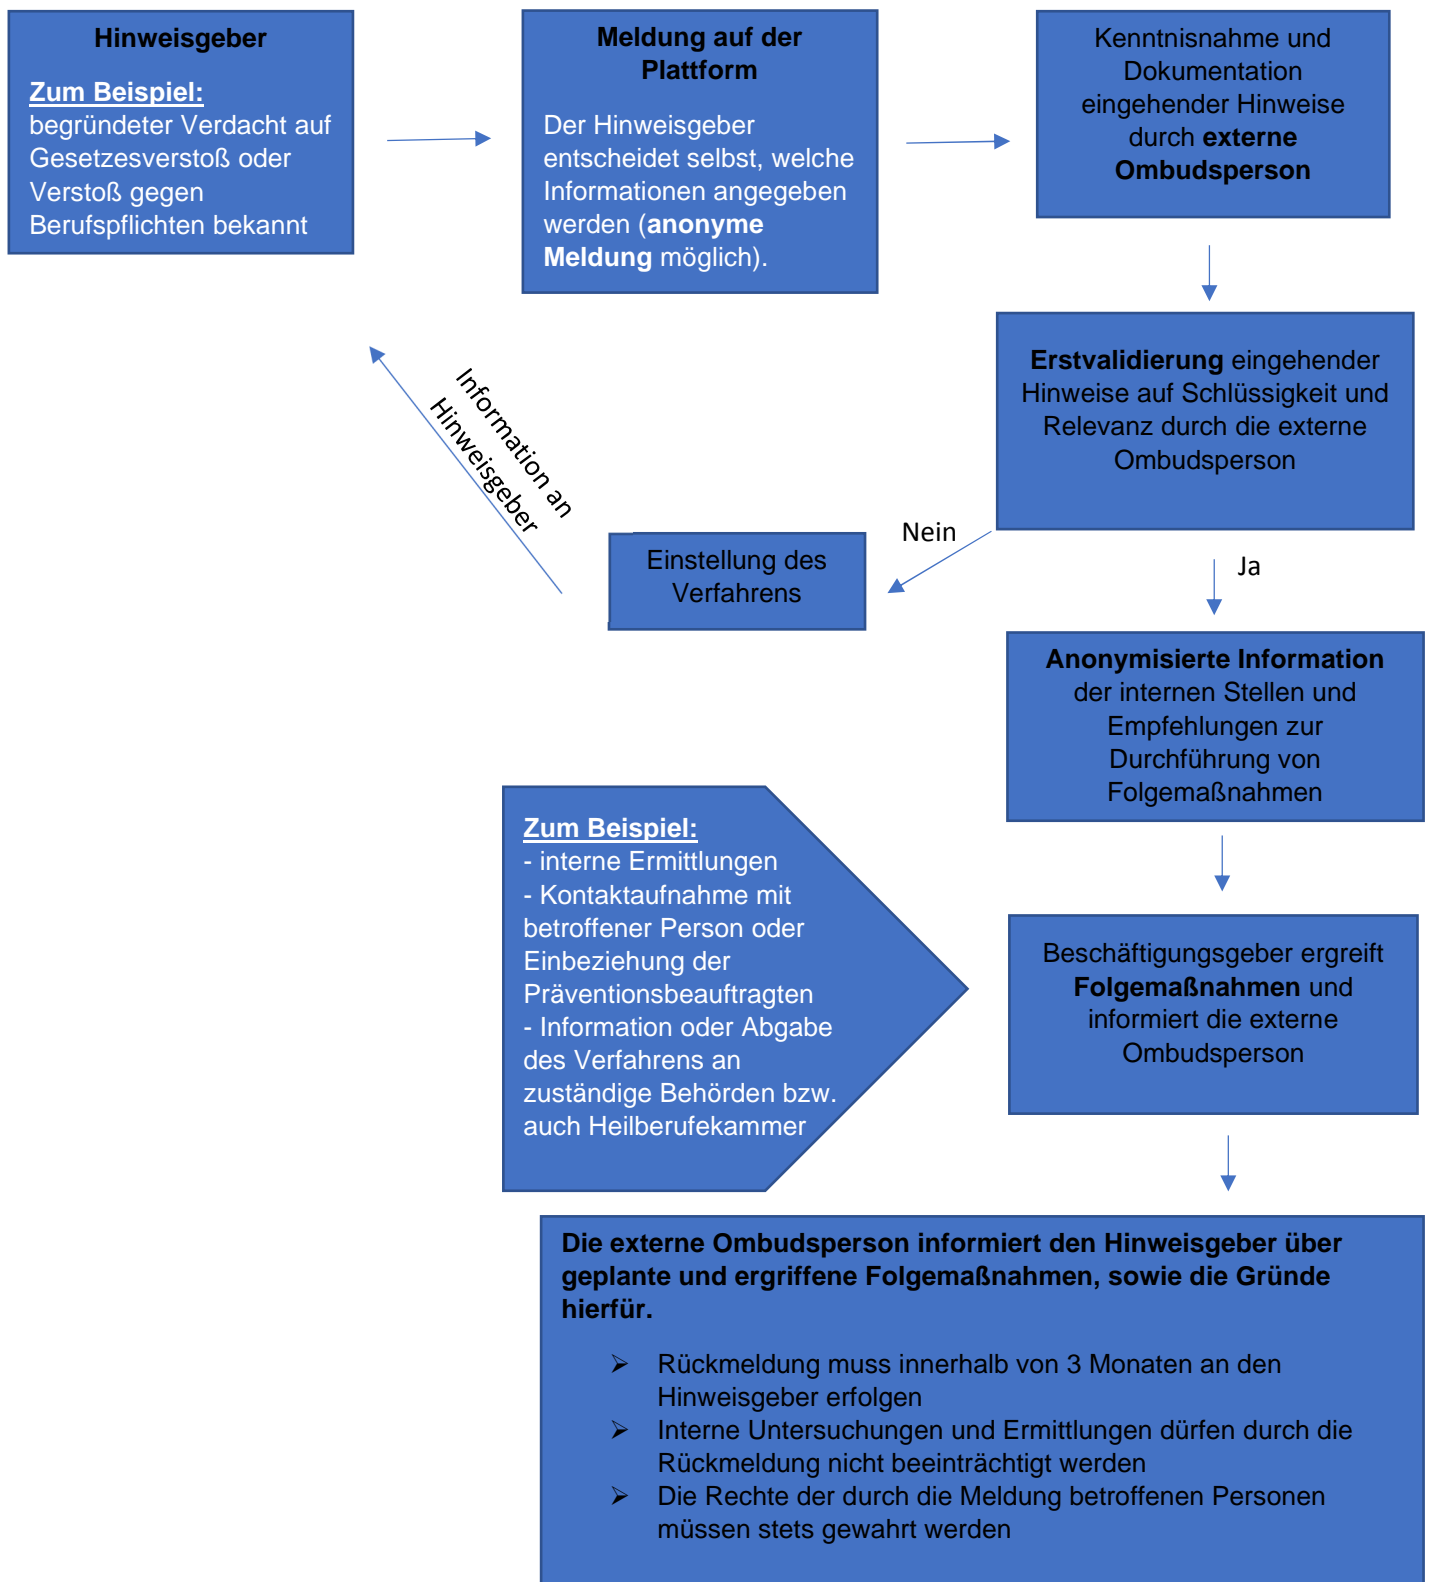 Hinweisgeber
Zum Beispiel:
begründeter Verdacht auf
Gesetzesverstoß oder
Verstoß gegen
Berufspflichten bekannt
Meldung auf der
Plattform
Der Hinweisgeber
entscheidet selbst, welche
Informationen angegeben
werden (anonyme
Meldung möglich).
Kenntnisnahme und
Dokumentation
eingehender Hinweise
durch externe
Ombudsperson
Erstvalidierung eingehender
Hinweise auf Schlüssigkeit und
Relevanz durch die externe
Ombudsperson
Nein
Einstellung des
Verfahrens
Information an
Hinweisgeber
Ja
Anonymisierte Information
der internen Stellen und
Empfehlungen zur
Durchführung von
Folgemaßnahmen
Zum Beispiel:
- interne Ermittlungen
- Kontaktaufnahme mit
betroffener Person oder
Einbeziehung der
Präventionsbeauftragten
- Information oder Abgabe
des Verfahrens an
zuständige Behörden bzw.
auch Heilberufekammer
Beschäftigungsgeber ergreift
Folgemaßnahmen und
informiert die externe
Ombudsperson
Die externe Ombudsperson informiert den Hinweisgeber über
geplante und ergriffene Folgemaßnahmen, sowie die Gründe
hierfür.
➢ Rückmeldung muss innerhalb von 3 Monaten an den
Hinweisgeber erfolgen
➢ Interne Untersuchungen und Ermittlungen dürfen durch die
Rückmeldung nicht beeinträchtigt werden
➢ Die Rechte der durch die Meldung betroffenen Personen
müssen stets gewahrt werden